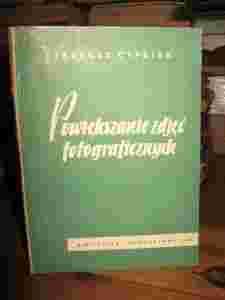 TADEUSZ CYPRIAN
Powiększanie zdjęć
fotograficznych